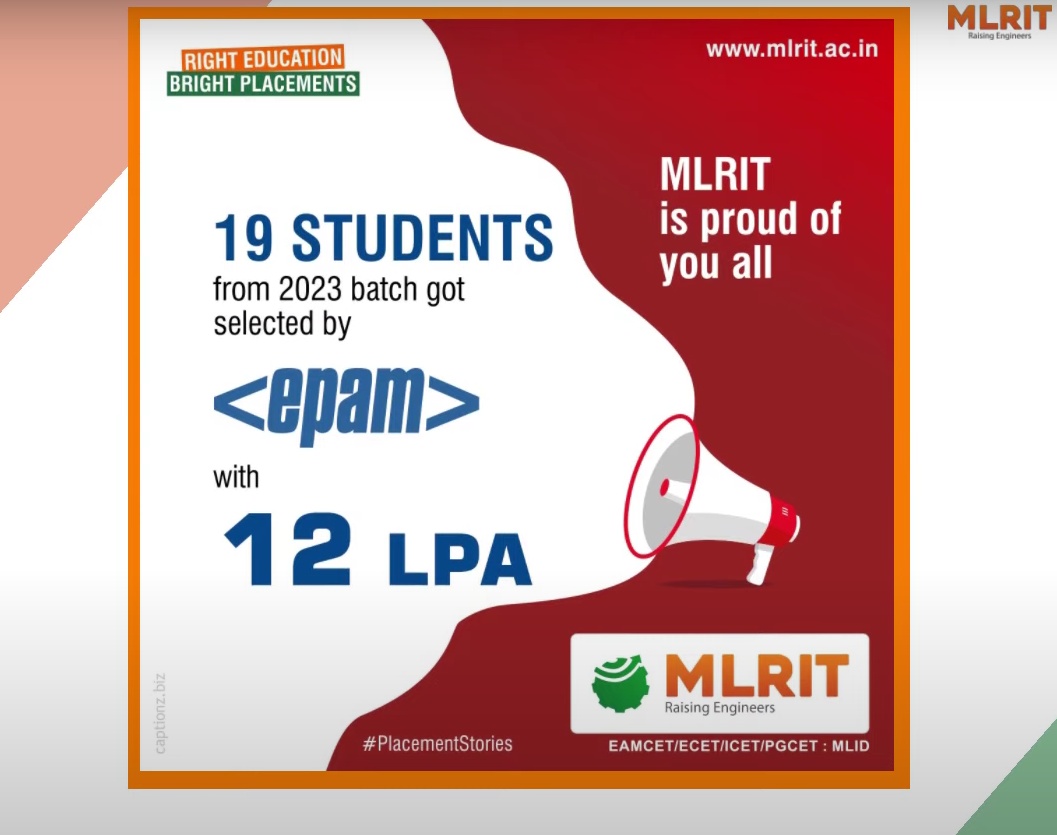 MLRIT
Raising Engineers
RIGHT EDUCATION
BRIGHT PLACEMENTS
www.mlrit.ac.in
MLRIT
is proud of
you all
19 STUDENTS
from 2023 batch got
selected by
<epam>
with
12 LPA
MLRIT
Raising Engineers
#PlacementStories
EAMCET/ECET/ICET/PGCET : MLID
captionz.biz